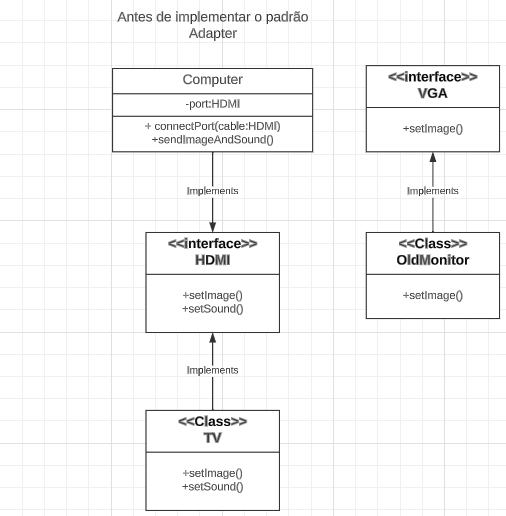 Antes de implementar o padrão
Adapter
Computer
-port:HDMI
+ connectPort(cable:HDMI)
+sendImageAndSound()
<<interface>>
VGA
+setImage()
Implements
Implements
<<interface>>
HDMI
+setImage()
+setSound()
<<Class>>
OldMonitor
+setImage()
Implements
<<Class>>
TV
+setImage()
+setSound()